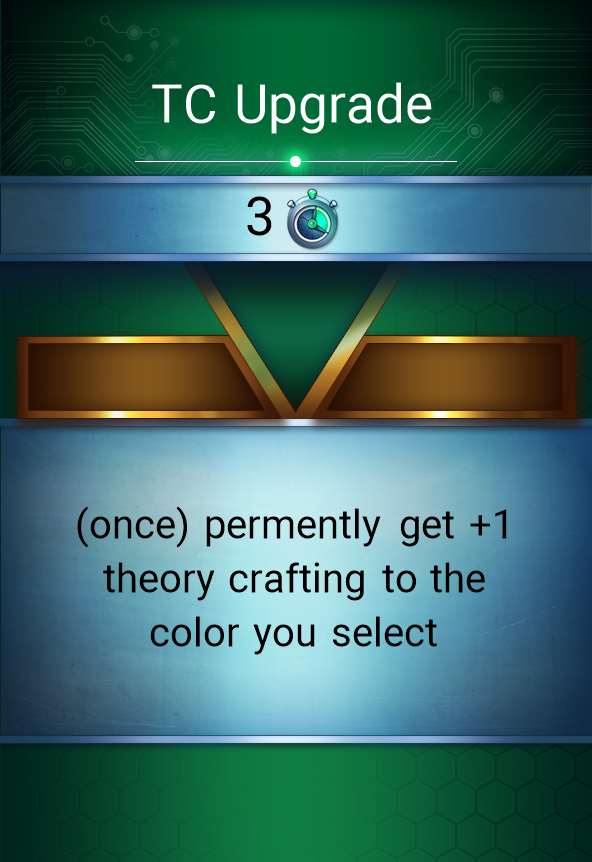 TC Upgrade
3
(once) permently get +1
theory crafting to the
color you select